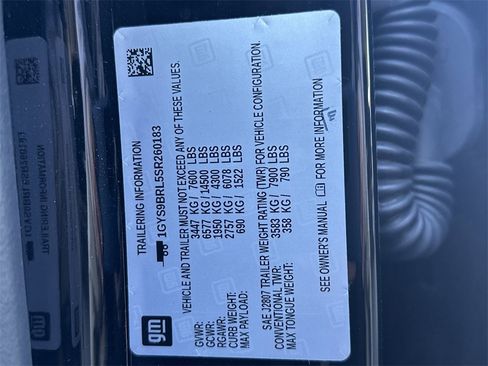 gm
TRAILERING INFORMATION
1GYS9BRL5SR260183
VEHICLE AND TRAILER MUST NOT EXCEED ANY OF THESE VALUES.
GVWR: 3447 KG / 7600 LBS
GCWR: 6577 KG / 14500 LBS
RGAWR: 1950 KG / 4300 LBS
CURB WEIGHT: 2757 KG / 6078 LBS
MAX PAYLOAD: 690 KG / 1522 LBS
SAE J2807 TRAILER WEIGHT RATING (TWR) FOR VEHICLE CONFIGURATION.
CONVENTIONAL TWR: 3583 KG / 7900 LBS
MAX TONGUE WEIGHT: 358 KG / 790 LBS
SEE OWNER'S MANUAL FOR MORE INFORMATION